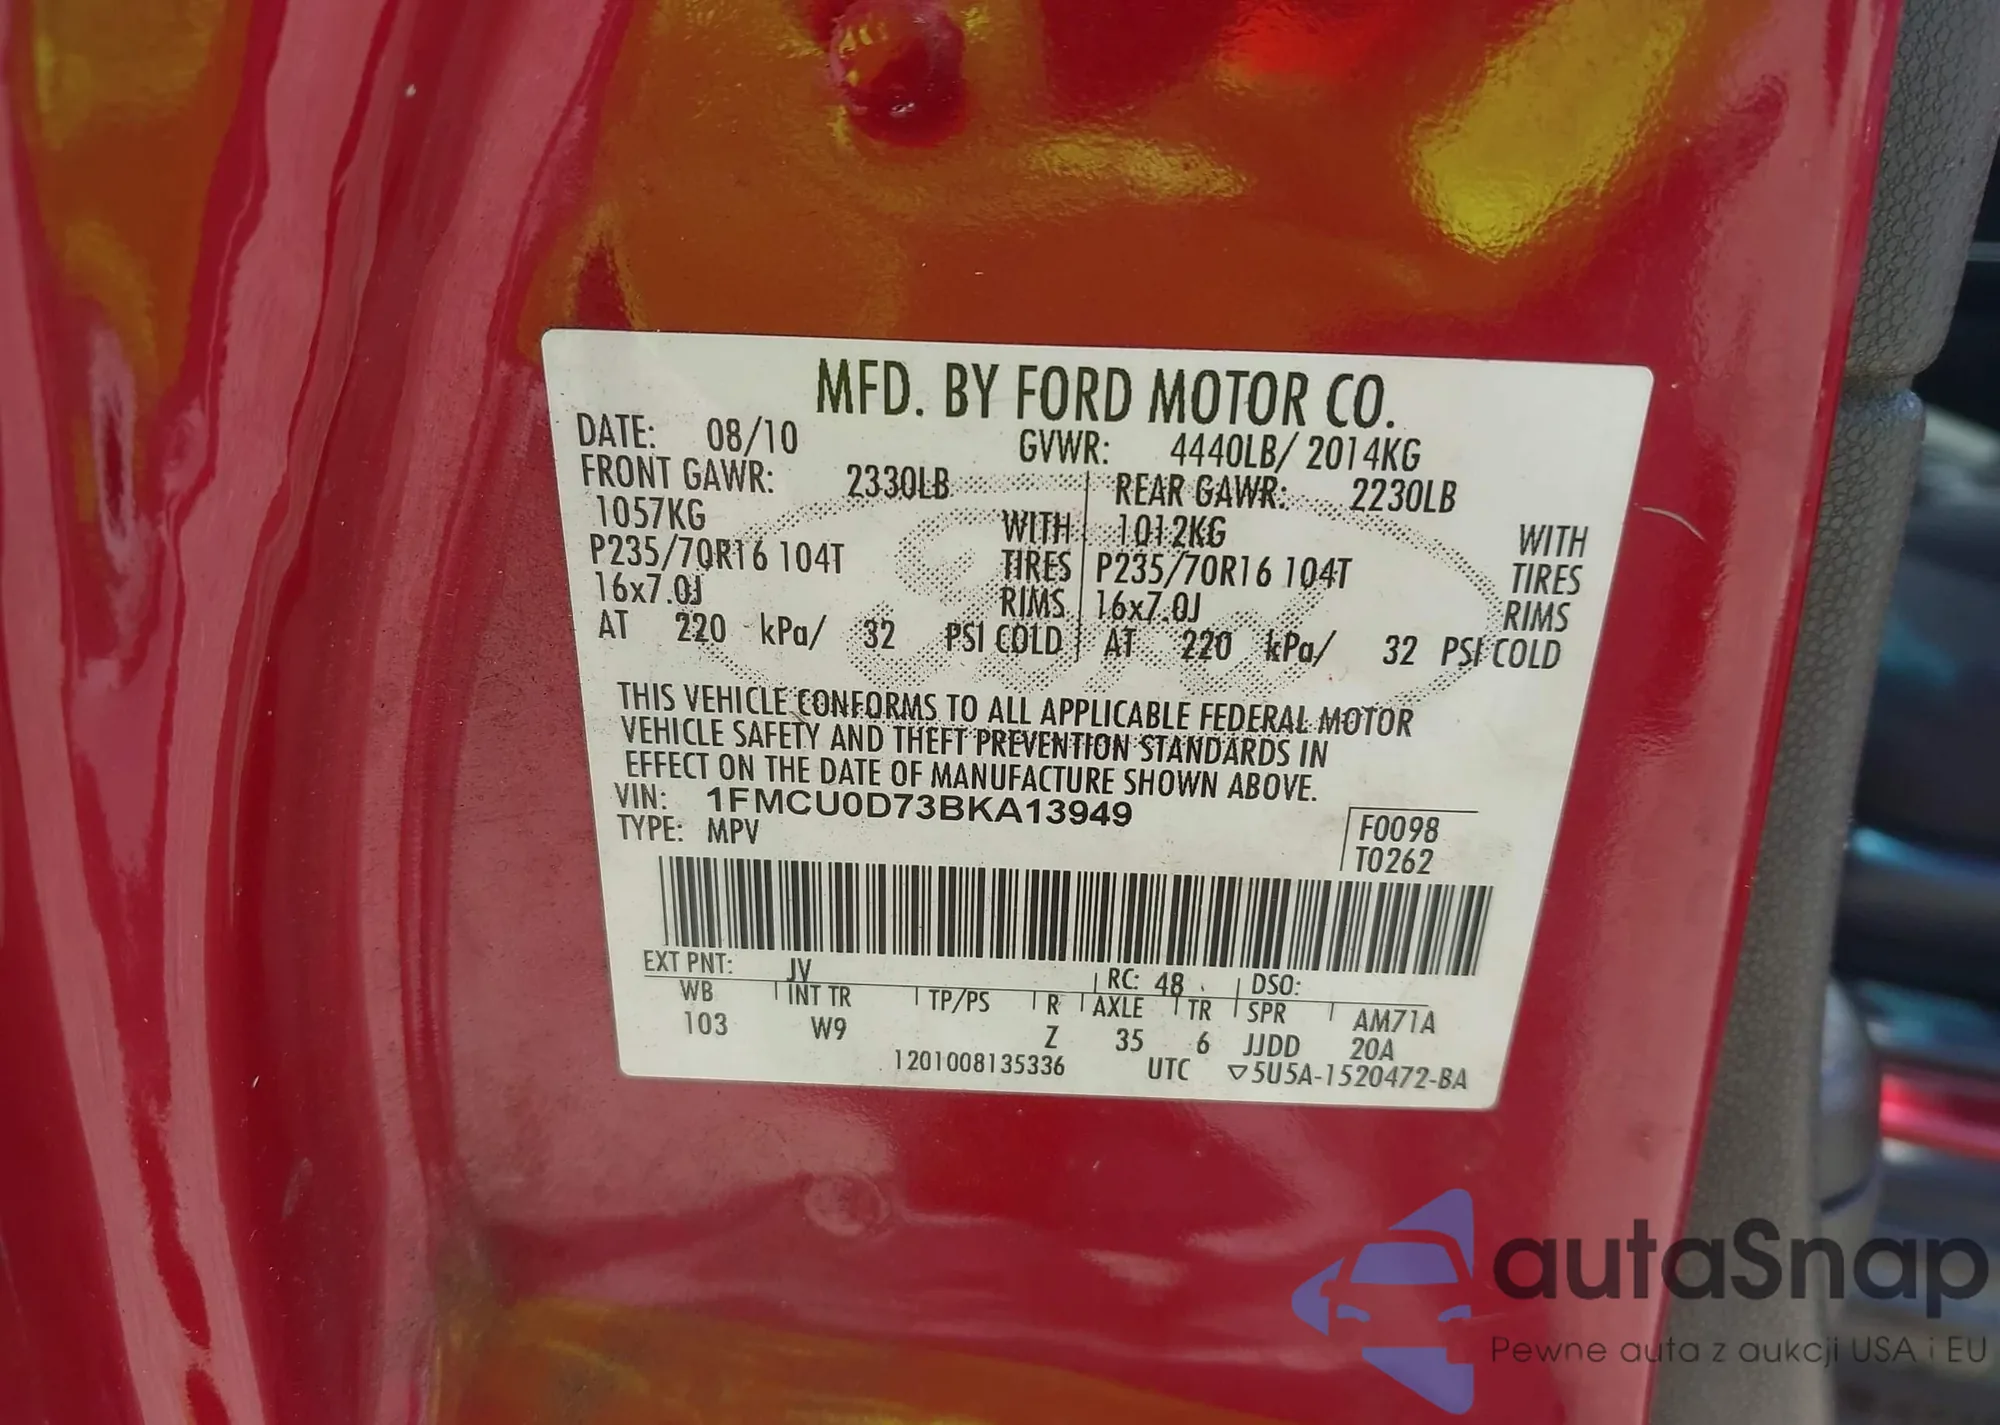 MFD. BY FORD MOTOR CO.
DATE: 08/10 GVWR: 4440LB/ 2014KG
FRONT GAWR: 2330LB REAR GAWR: 2230LB
1057KG WITH 1012KG WITH
P235/70R16 104T TIRES P235/70R16 104T TIRES
16x7.0J RIMS 16x7.0J RIMS
AT 220 kPa/ 32 PSI COLD AT 220 kPa/ 32 PSI COLD
THIS VEHICLE CONFORMS TO ALL APPLICABLE FEDERAL MOTOR
VEHICLE SAFETY AND THEFT PREVENTION STANDARDS IN
EFFECT ON THE DATE OF MANUFACTURE SHOWN ABOVE.
VIN: 1FMCU0D73BKA13949
TYPE: MPV
F0098
T0262
EXT PNT: JV RC: 48 DSO:
WB INT TR TP/PS R AXLE TR SPR AM71A
103 W9 Z 35 6 JJDD 20A
1201008135336 UTC ▽5U5A-1520472-BA
autaSnap
Pewne auta z aukcji USA i EU